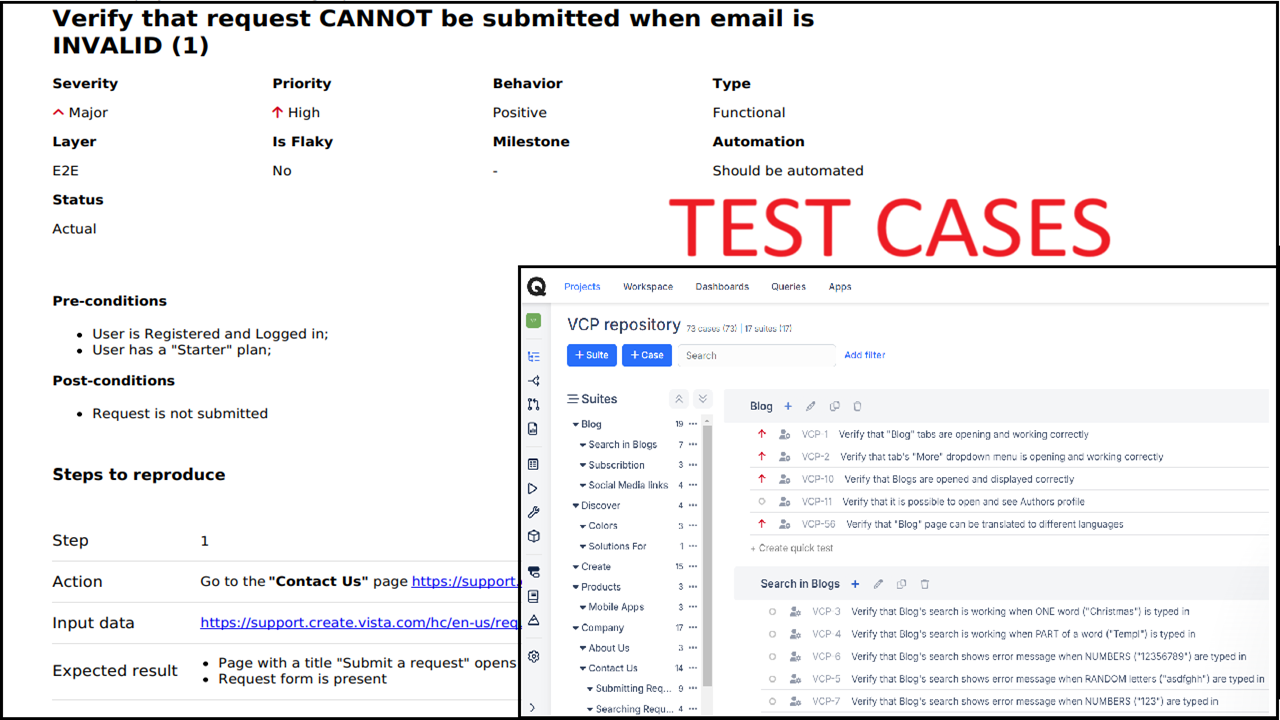 Verify that request CANNOT be submitted when email is
INVALID (1)
Severity Priority Behavior Type
Major High Positive Functional
Layer Is Flaky Milestone Automation
E2E No - Should be automated
Status
Actual
TEST CASES
Pre-conditions
• User is Registered and Logged in;
• User has a "Starter" plan;
Post-conditions
• Request is not submitted
Steps to reproduce
Step 1
Action Go to the "Contact Us" page https://support.
Input data https://support.create.vista.com/hc/en-us/req
Expected result • Page with a title "Submit a request" opens
• Request form is present
Projects Workspace Dashboards Queries Apps
VCP repository 73 cases (73) | 17 suites (17)
+ Suite + Case Search Add filter
Suites
Blog 19 ···
Search in Blogs 7 ···
Subscribtion 3 ···
Social Media links 4 ···
Discover 4 ···
Colors 3 ···
Solutions For 1 ···
Create 15 ···
Products 3 ···
Mobile Apps 3 ···
Company 17 ···
About Us 3 ···
Contact Us 14 ···
Submitting Req... 9 ···
Searching Requ... 4 ···
Blog +
VCP-1 Verify that "Blog" tabs are opening and working correctly
VCP-2 Verify that tab's "More" dropdown menu is opening and working correctly
VCP-10 Verify that Blogs are opened and displayed correctly
VCP-11 Verify that it is possible to open and see Authors profile
VCP-56 Verify that "Blog" page can be translated to different languages
+ Create quick test
Search in Blogs +
VCP-3 Verify that Blog's search is working when ONE word ("Christmas") is typed in
VCP-4 Verify that Blog's search is working when PART of a word ("Templ") is typed in
VCP-6 Verify that Blog's search shows error message when NUMBERS ("12356789") are typed in
VCP-5 Verify that Blog's search shows error message when RANDOM letters ("asdfghh") are typed in
VCP-7 Verify that Blog's search shows error message when NUMBERS ("123") are typed in